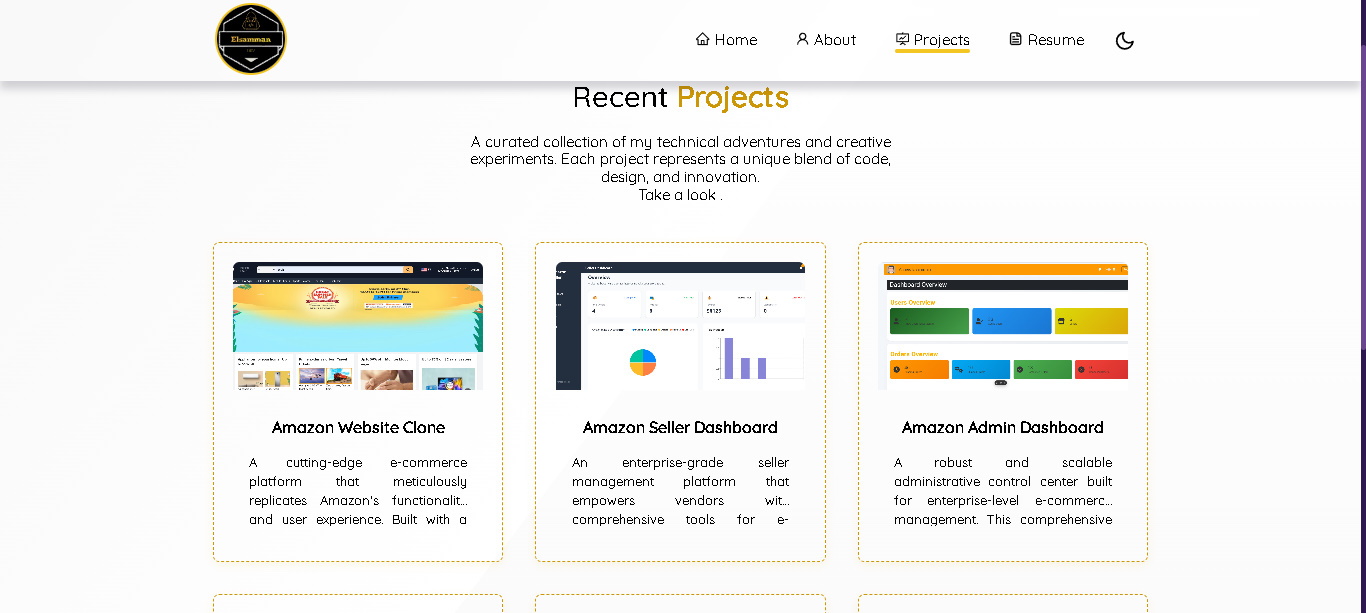 Elsamman
Home
About
Projects
Resume
Recent Projects
A curated collection of my technical adventures and creative
experiments. Each project represents a unique blend of code,
design, and innovation.
Take a look .
Dashboard Overview
Users Overview
Orders Overview
Amazon Website Clone
A cutting-edge e-commerce
platform that meticulously
replicates Amazon's functionalit...
and user experience. Built with a
Amazon Seller Dashboard
An enterprise-grade seller
management platform that
empowers vendors wit...
comprehensive tools for e-
Amazon Admin Dashboard
A robust and scalable
administrative control center built
for enterprise-level e-commerc...
management. This comprehensive